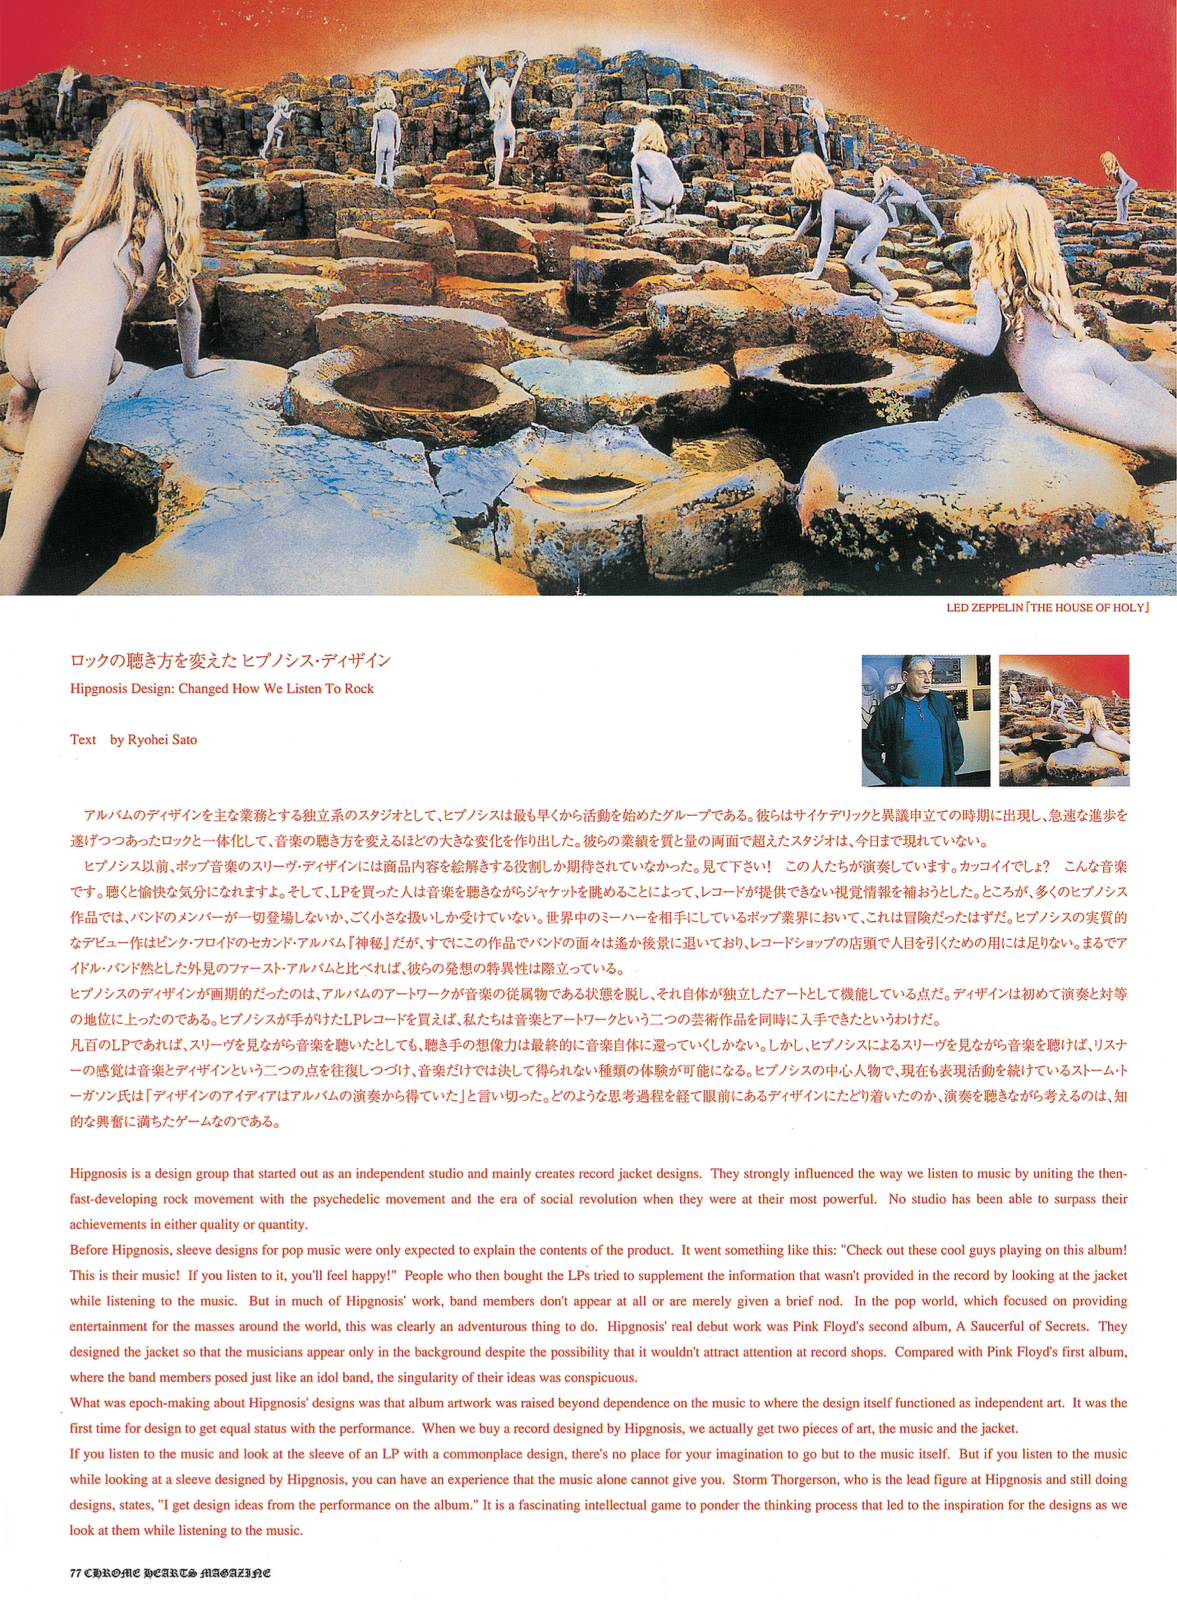 LED ZEPPELIN『THE HOUSE OF HOLY』
ロックの聴き方を変えた ヒプノシス・ディザイン
Hipgnosis Design: Changed How We Listen To Rock
Text by Ryohei Sato
アルバムのディザインを主な業務とする独立系のスタジオとして、ヒプノシスは最も早くから活動を始めたグループである。彼らはサイケデリックと異議申立ての時期に出現し、急速な進歩を
遂げつつあったロックと一体化して、音楽の聴き方を変えるほどの大きな変化を作り出した。彼らの業績を質と量の両面で超えたスタジオは、今日まで現れていない。
ヒプノシス以前、ポップ音楽のスリーヴ・ディザインには商品内容を絵解きする役割しか期待されていなかった。見て下さい！　この人たちが演奏しています。カッコイイでしょ？　こんな音楽
です。聴くと愉快な気分になれますよ。そして、LPを買った人は音楽を聴きながらジャケットを眺めることによって、レコードが提供できない視覚情報を補おうとした。ところが、多くのヒプノシス
作品では、バンドのメンバーが一切登場しないか、ごく小さな扱いしか受けていない。世界中のミーハーを相手にしているポップ業界において、これは冒険だったはずだ。ヒプノシスの実質的
なデビュー作はピンク・フロイドのセカンド・アルバム『神秘』だが、すでにこの作品でバンドの面々は遙か後景に退いており、レコードショップの店頭で人目を引くための用には足りない。まるでア
イドル・バンド然とした外見のファースト・アルバムと比べれば、彼らの発想の特異性は際立っている。
ヒプノシスのディザインが画期的だったのは、アルバムのアートワークが音楽の従属物である状態を脱し、それ自体が独立したアートとして機能している点だ。ディザインは初めて演奏と対等
の地位に上ったのである。ヒプノシスが手がけたLPレコードを買えば、私たちは音楽とアートワークという二つの芸術作品を同時に入手できたというわけだ。
凡百のLPであれば、スリーヴを見ながら音楽を聴いたとしても、聴き手の想像力は最終的に音楽自体に還っていくしかない。しかし、ヒプノシスによるスリーヴを見ながら音楽を聴けば、リスナ
ーの感覚は音楽とディザインという二つの点を往復しつづけ、音楽だけでは決して得られない種類の体験が可能になる。ヒプノシスの中心人物で、現在も表現活動を続けているストーム・ト
ーガソン氏は「ディザインのアイディアはアルバムの演奏から得ていた」と言い切った。どのような思考過程を経て眼前にあるディザインにたどり着いたのか、演奏を聴きながら考えるのは、知
的な興奮に満ちたゲームなのである。
Hipgnosis is a design group that started out as an independent studio and mainly creates record jacket designs. They strongly influenced the way we listen to music by uniting the then-
fast-developing rock movement with the psychedelic movement and the era of social revolution when they were at their most powerful. No studio has been able to surpass their
achievements in either quality or quantity.
Before Hipgnosis, sleeve designs for pop music were only expected to explain the contents of the product. It went something like this: "Check out these cool guys playing on this album!
This is their music! If you listen to it, you'll feel happy!" People who then bought the LPs tried to supplement the information that wasn't provided in the record by looking at the jacket
while listening to the music. But in much of Hipgnosis' work, band members don't appear at all or are merely given a brief nod. In the pop world, which focused on providing
entertainment for the masses around the world, this was clearly an adventurous thing to do. Hipgnosis' real debut work was Pink Floyd's second album, A Saucerful of Secrets. They
designed the jacket so that the musicians appear only in the background despite the possibility that it wouldn't attract attention at record shops. Compared with Pink Floyd's first album,
where the band members posed just like an idol band, the singularity of their ideas was conspicuous.
What was epoch-making about Hipgnosis' designs was that album artwork was raised beyond dependence on the music to where the design itself functioned as independent art. It was the
first time for design to get equal status with the performance. When we buy a record designed by Hipgnosis, we actually get two pieces of art, the music and the jacket.
If you listen to the music and look at the sleeve of an LP with a commonplace design, there's no place for your imagination to go but to the music itself. But if you listen to the music
while looking at a sleeve designed by Hipgnosis, you can have an experience that the music alone cannot give you. Storm Thorgerson, who is the lead figure at Hipgnosis and still doing
designs, states, "I get design ideas from the performance on the album." It is a fascinating intellectual game to ponder the thinking process that led to the inspiration for the designs as we
look at them while listening to the music.
77 CHROME HEARTS MAGAZINE